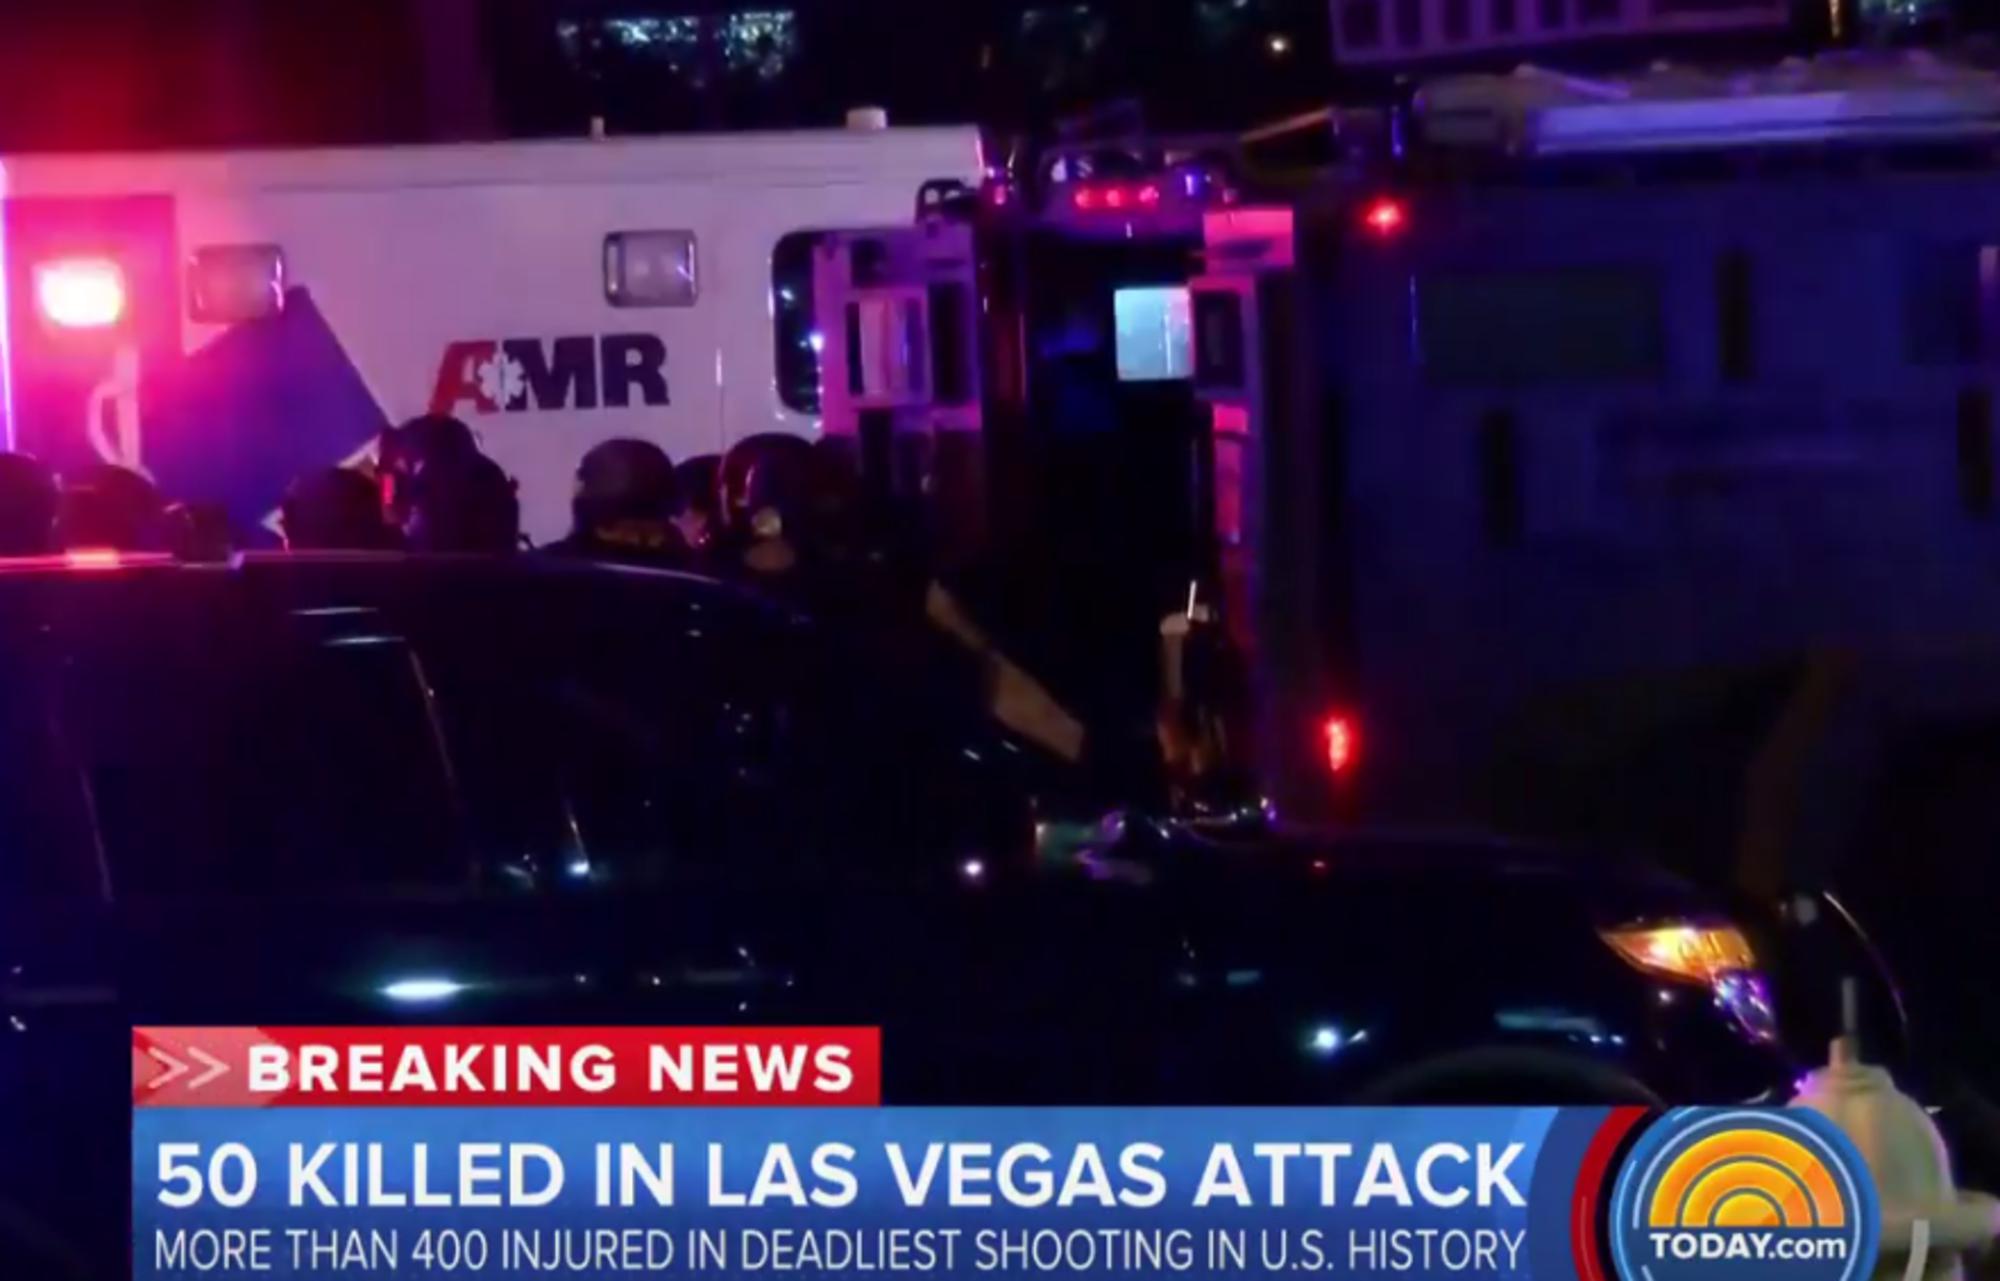 AMR
>> BREAKING NEWS
50 KILLED IN LAS VEGAS ATTACK
MORE THAN 400 INJURED IN DEADLIEST SHOOTING IN U.S. HISTORY
TODAY.com